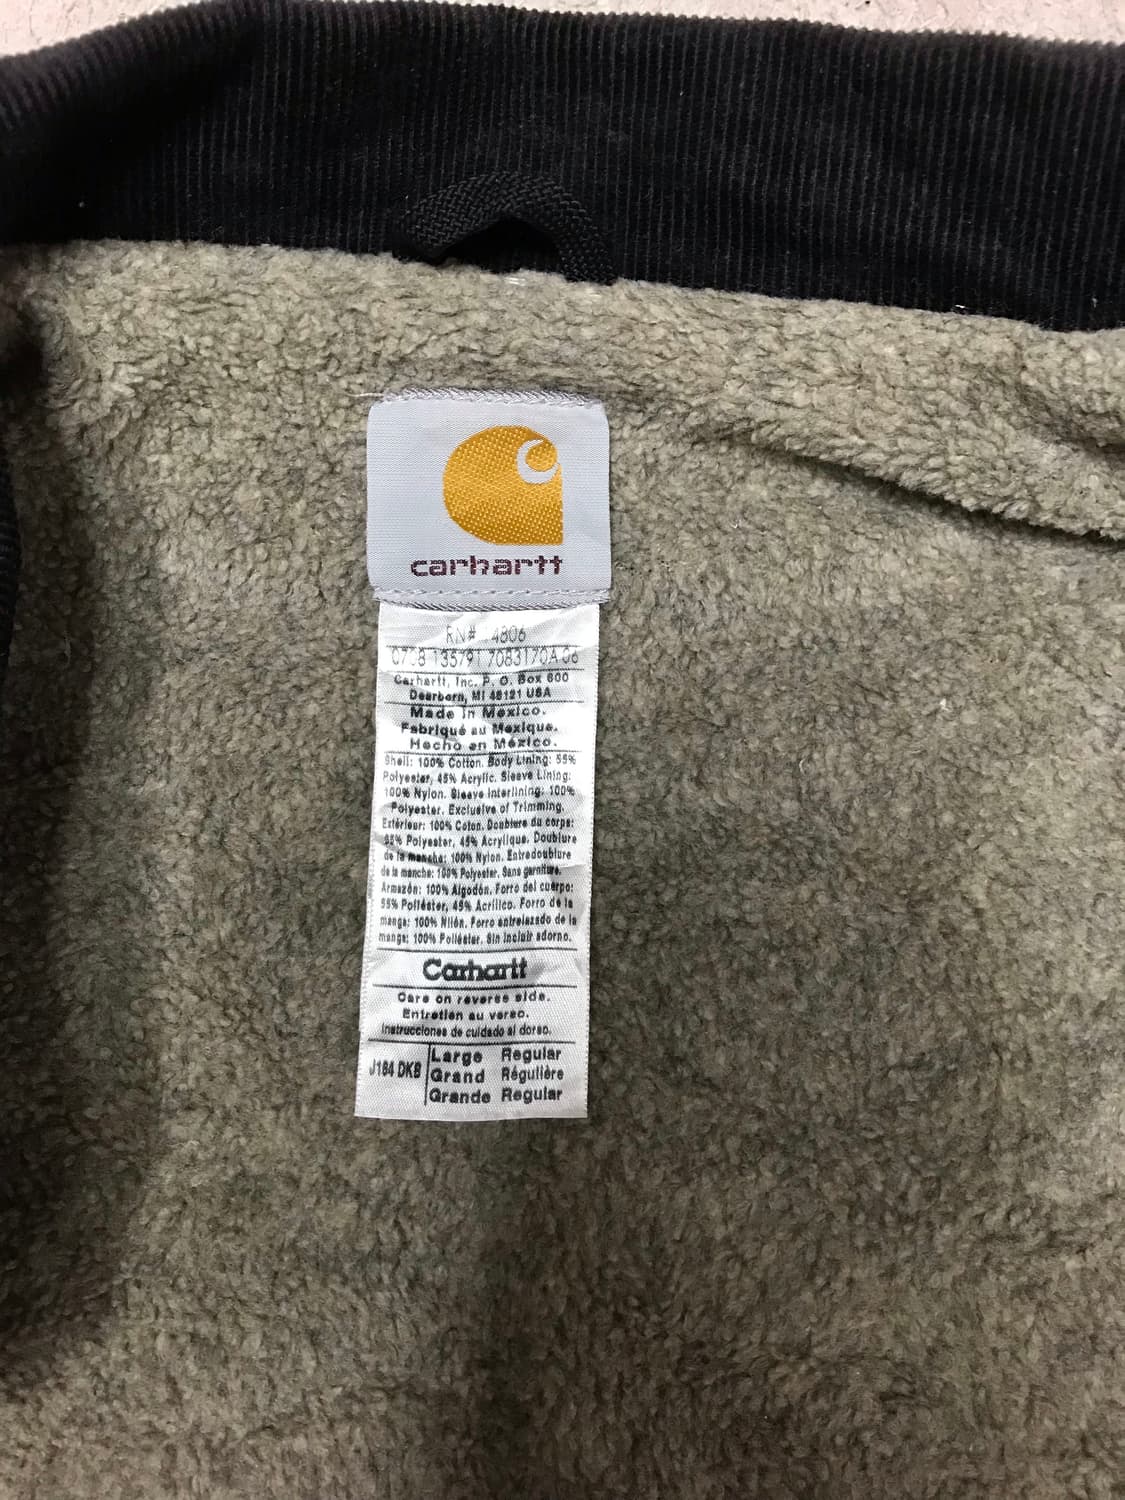 carhartt
RN# 14806
0708 135791 7083170A 06
Carhartt, Inc. P. O. Box 600
Dearborn, MI 48121 USA
Made in Mexico.
Fabriqué au Mexique.
Hecho en México.
Shell: 100% Cotton. Body Lining: 55%
Polyester, 45% Acrylic. Sleeve Lining:
100% Nylon. Sleeve Interlining: 100%
Polyester. Exclusive of Trimming.
Extérieur: 100% Coton. Doublure du corps:
55% Polyester, 45% Acrylique. Doublure
de la manche: 100% Nylon. Entredoublure
de la manche: 100% Polyester. Sans garniture.
Armazón: 100% Algodón. Forro del cuerpo:
55% Poliéster, 45% Acrílico. Forro de la
manga: 100% Nilón. Forro entrelazado de la
manga: 100% Poliéster. Sin incluir adorno.
Carhartt
Care on reverse side.
Entretien au verso.
Instrucciones de cuidado al dorso.
J184 DKB
Large Regular
Grand Régulière
Grande Regular